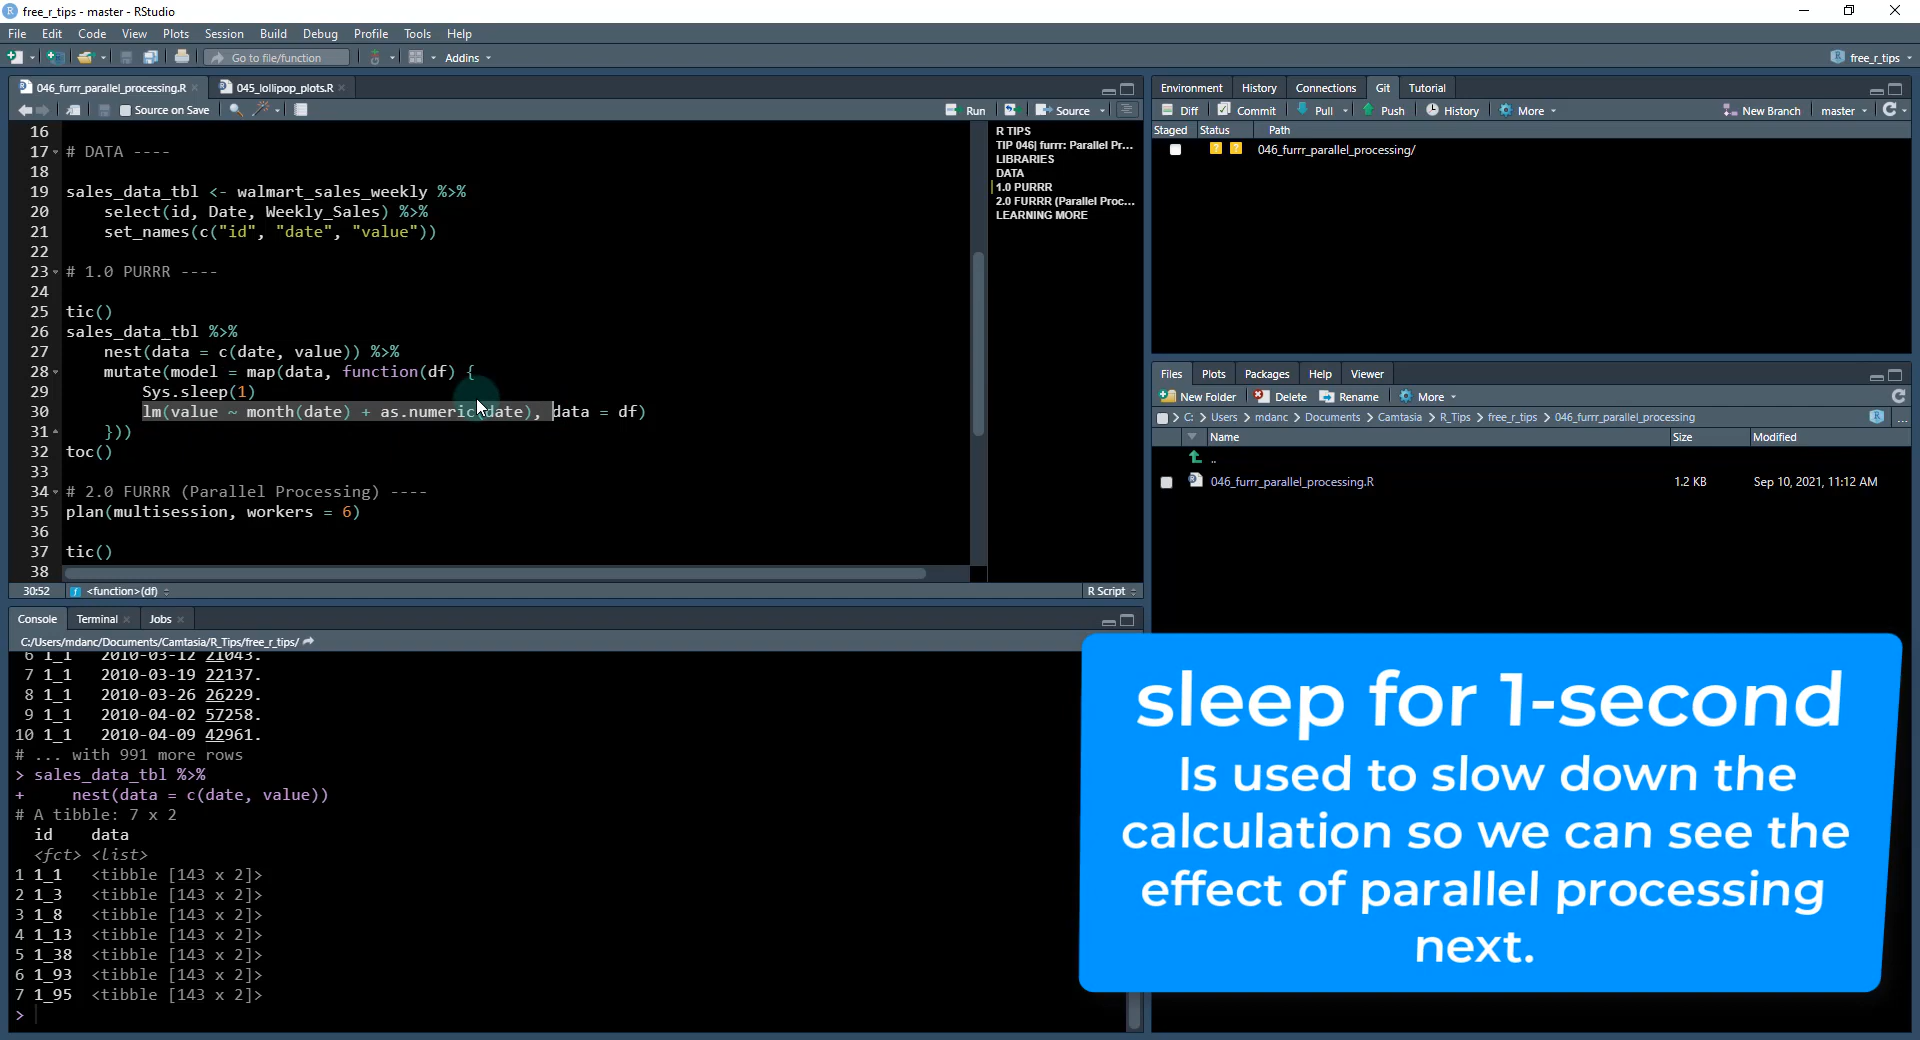 free_r_tips - master - RStudio
File Edit Code View Plots Session Build Debug Profile Tools Help
Go to file/function Addins free_r_tips
046_furrr_parallel_processing.R 045_lollipop_plots.R
Source on Save Run Source
16
17 # DATA ----
18
19 sales_data_tbl <- walmart_sales_weekly %>%
20 select(id, Date, Weekly_Sales) %>%
21 set_names(c("id", "date", "value"))
22
23 # 1.0 PURRR ----
24
25 tic()
26 sales_data_tbl %>%
27 nest(data = c(date, value)) %>%
28 mutate(model = map(data, function(df) {
29 Sys.sleep(1)
30 lm(value ~ month(date) + as.numeric(date), data = df)
31 }))
32 toc()
33
34 # 2.0 FURRR (Parallel Processing) ----
35 plan(multisession, workers = 6)
36
37 tic()
38
30:52 <function>(df) R Script
R TIPS
TIP 046| furrr: Parallel Pr...
LIBRARIES
DATA
1.0 PURRR
2.0 FURRR (Parallel Proc...
LEARNING MORE
Console Terminal Jobs
C:/Users/mdanc/Documents/Camtasia/R_Tips/free_r_tips/
6 1_1 2010-03-12 21043.
7 1_1 2010-03-19 22137.
8 1_1 2010-03-26 26229.
9 1_1 2010-04-02 57258.
10 1_1 2010-04-09 42961.
# ... with 991 more rows
> sales_data_tbl %>%
+ nest(data = c(date, value))
# A tibble: 7 x 2
id data
<fct> <list>
1 1_1 <tibble [143 x 2]>
2 1_3 <tibble [143 x 2]>
3 1_8 <tibble [143 x 2]>
4 1_13 <tibble [143 x 2]>
5 1_38 <tibble [143 x 2]>
6 1_93 <tibble [143 x 2]>
7 1_95 <tibble [143 x 2]>
>
Environment History Connections Git Tutorial
Diff Commit Pull Push History More New Branch master
Staged Status Path
? ? 046_furrr_parallel_processing/
Files Plots Packages Help Viewer
New Folder Delete Rename More
C: > Users > mdanc > Documents > Camtasia > R_Tips > free_r_tips > 046_furrr_parallel_processing ...
Name Size Modified
..
046_furrr_parallel_processing.R 1.2 KB Sep 10, 2021, 11:12 AM
sleep for 1-second
Is used to slow down the
calculation so we can see the
effect of parallel processing
next.